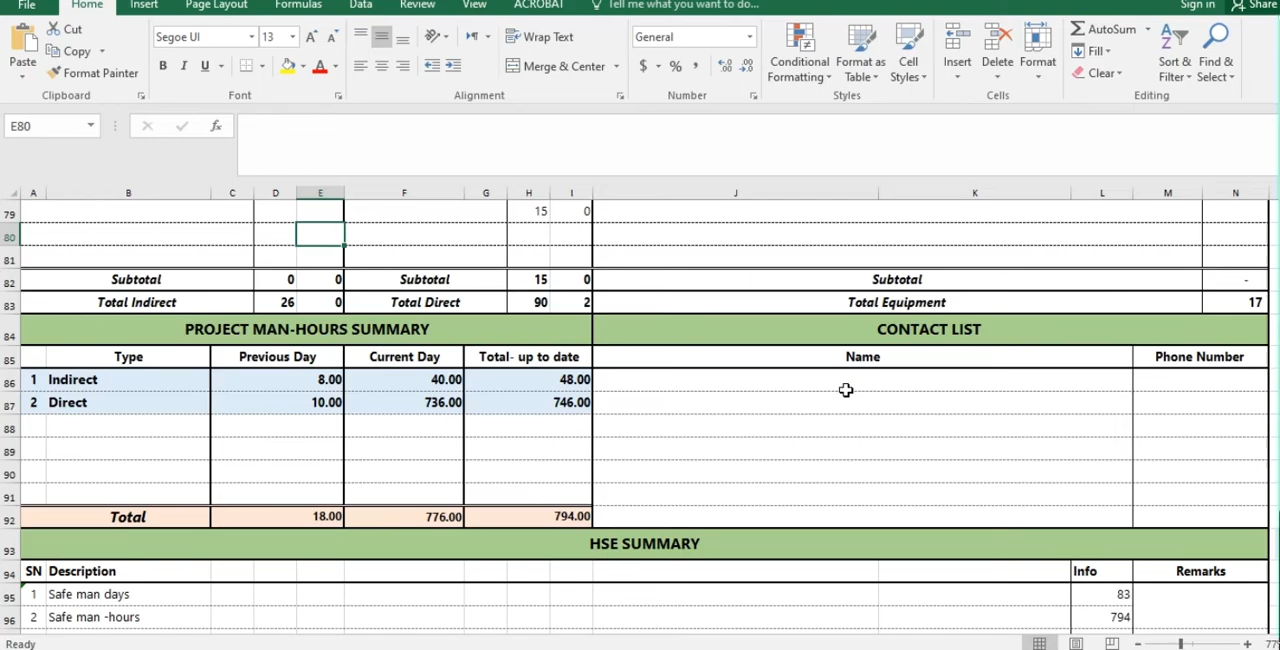 File Home Insert Page Layout Formulas Data Review View ACROBAT Tell me what you want to do... Sign in Share
Cut Segoe UI 13 Wrap Text General AutoSum
Copy Fill
Paste Format Painter B I U Merge & Center $ % Conditional Formatting Format as Table Cell Styles Insert Delete Format Clear Sort & Filter Find & Select
Clipboard Font Alignment Number Styles Cells Editing
E80 fx
A B C D E F G H I J K L M N
79 15 0
80
81
82 Subtotal 0 0 Subtotal 15 0 Subtotal -
83 Total Indirect 26 0 Total Direct 90 2 Total Equipment 17
84 PROJECT MAN-HOURS SUMMARY CONTACT LIST
85 Type Previous Day Current Day Total- up to date Name Phone Number
86 1 Indirect 8.00 40.00 48.00
87 2 Direct 10.00 736.00 746.00
88
89
90
91
92 Total 18.00 776.00 794.00
93 HSE SUMMARY
94 SN Description Info Remarks
95 1 Safe man days 83
96 2 Safe man -hours 794
Ready